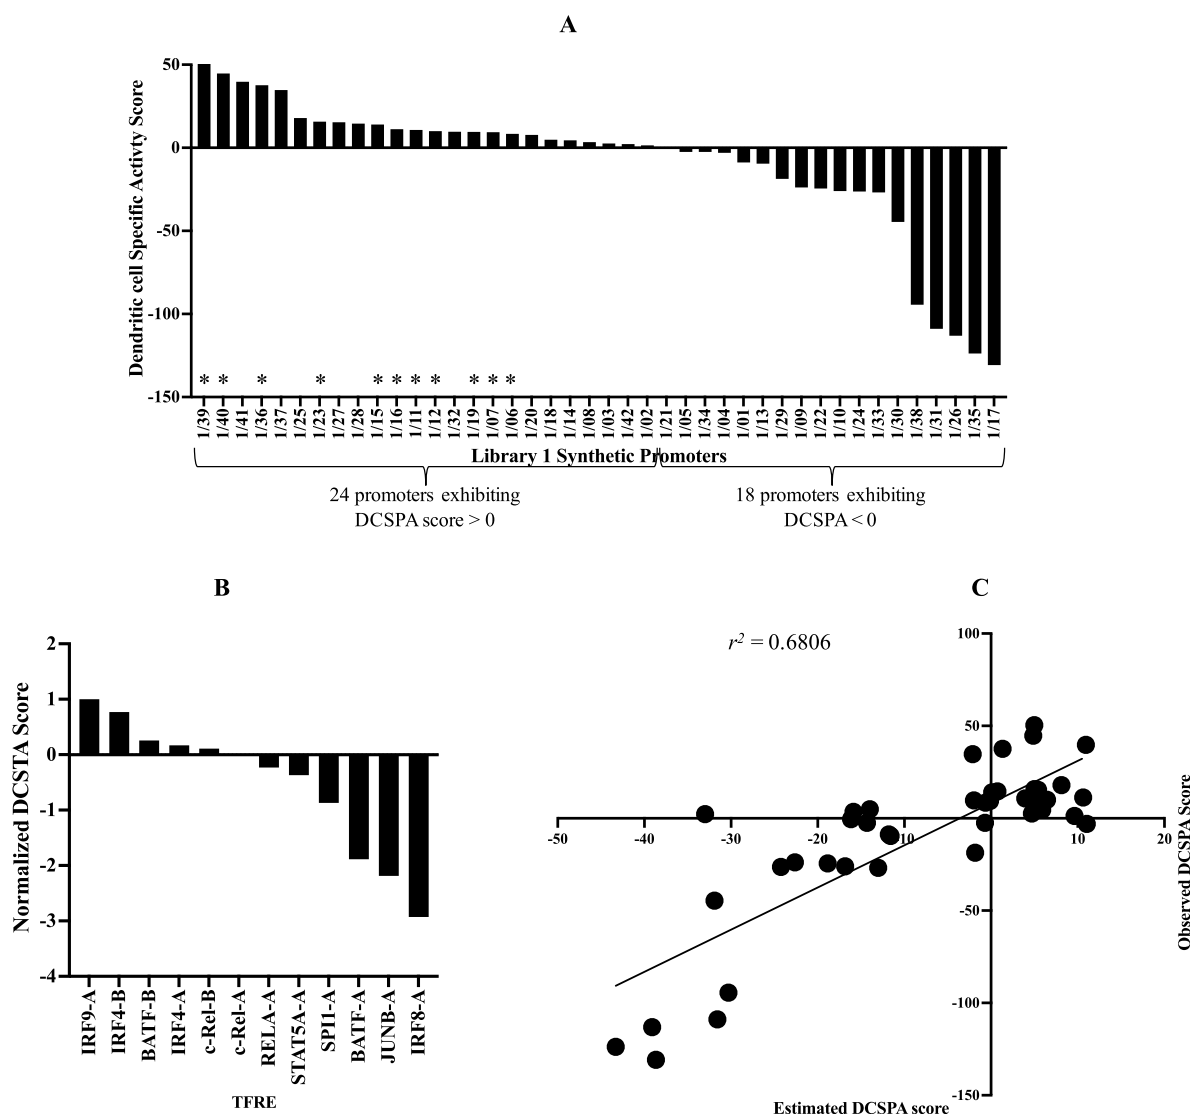 A
Dendritic cell Specific Activty Score
50
0
-50
-100
-150
* * * * * * * * * * *
1/39 1/40 1/41 1/36 1/37 1/25 1/23 1/27 1/28 1/15 1/16 1/11 1/12 1/32 1/19 1/07 1/06 1/20 1/18 1/14 1/08 1/03 1/42 1/02 1/21 1/05 1/34 1/04 1/01 1/13 1/29 1/09 1/22 1/10 1/24 1/33 1/30 1/38 1/31 1/26 1/35 1/17
Library 1 Synthetic Promoters
24 promoters exhibiting
DCSPA score > 0
18 promoters exhibiting
DCSPA < 0
B
Normalized DCSTA Score
2
1
0
-1
-2
-3
-4
IRF9-A IRF4-B BATF-B IRF4-A c-Rel-B c-Rel-A RELA-A STAT5A-A SPI1-A BATF-A JUNB-A IRF8-A
TFRE
C
r² = 0.6806
100
50
-50
-100
-150
-50 -40 -30 -20 -10 10 20
Observed DCSPA Score
Estimated DCSPA score